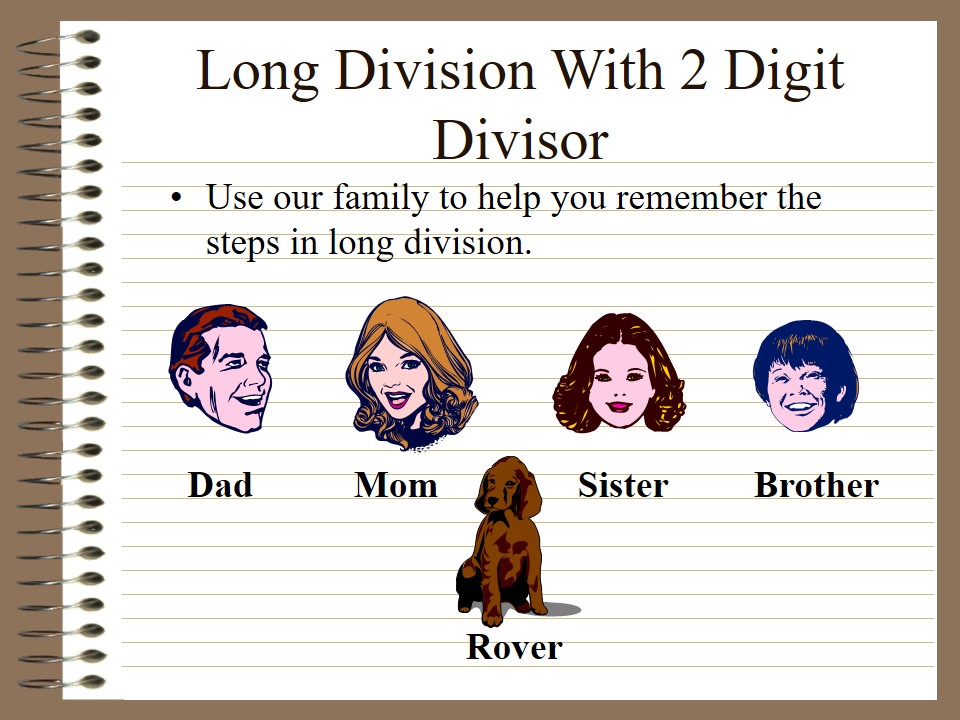 Long Division With 2 Digit
Divisor
• Use our family to help you remember the
steps in long division.
Dad Mom Sister Brother
Rover